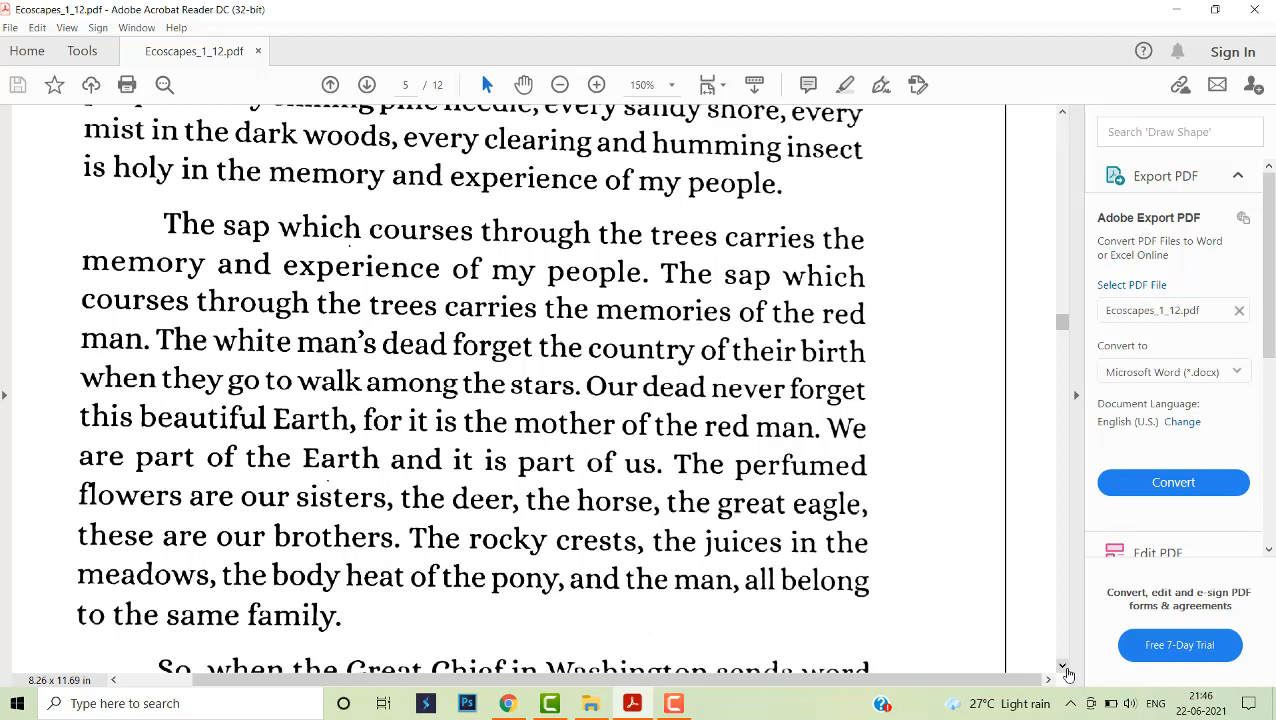 Ecoscapes_1_12.pdf - Adobe Acrobat Reader DC (32-bit)
File Edit View Sign Window Help
Home Tools Ecoscapes_1_12.pdf × Sign In
5 / 12 150%
needle, every sandy shore, every
mist in the dark woods, every clearing and humming insect
is holy in the memory and experience of my people.
The sap which courses through the trees carries the
memory and experience of my people. The sap which
courses through the trees carries the memories of the red
man. The white man's dead forget the country of their birth
when they go to walk among the stars. Our dead never forget
this beautiful Earth, for it is the mother of the red man. We
are part of the Earth and it is part of us. The perfumed
flowers are our sisters, the deer, the horse, the great eagle,
these are our brothers. The rocky crests, the juices in the
meadows, the body heat of the pony, and the man, all belong
to the same family.
So, when the Great Chief in Washington sends word
8.26 x 11.69 in
Search 'Draw Shape'
Export PDF
Adobe Export PDF
Convert PDF Files to Word
or Excel Online
Select PDF File
Ecoscapes_1_12.pdf
Convert to
Microsoft Word (*.docx)
Document Language:
English (U.S.) Change
Convert
Edit PDF
Convert, edit and e-sign PDF
forms & agreements
Free 7-Day Trial
Type here to search
Ps
27°C Light rain
ENG
21:46
22-06-2021